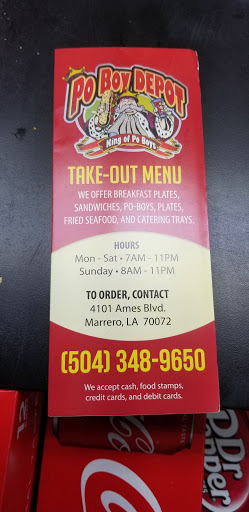 PO BOY DEPOT
King of Po Boys
TAKE-OUT MENU
WE OFFER BREAKFAST PLATES,
SANDWICHES, PO-BOYS, PLATES,
FRIED SEAFOOD, AND CATERING TRAYS.
HOURS
Mon - Sat • 7AM - 11PM
Sunday • 8AM - 11PM
TO ORDER, CONTACT
4101 Ames Blvd.
Marrero, LA 70072
(504) 348-9650
We accept cash, food stamps,
credit cards, and debit cards.